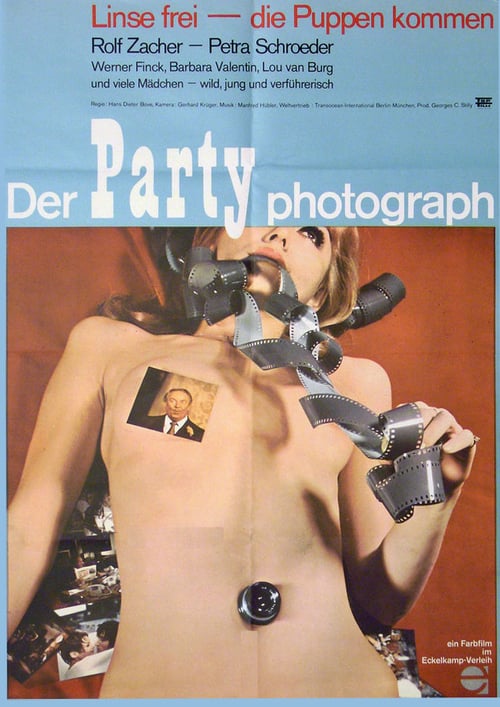 Linse frei — die Puppen kommen
Rolf Zacher — Petra Schroeder
Werner Finck, Barbara Valentin, Lou van Burg
und viele Mädchen — wild, jung und verführerisch
Regie: Hans Dieter Bove, Kamera: Gerhard Krüger, Musik: Manfred Hübler, Weltvertrieb: Transocean-International Berlin München, Prod. Georges C. Stilly
Der Party photograph
ein Farbfilm
im
Eckelkamp-Verleih